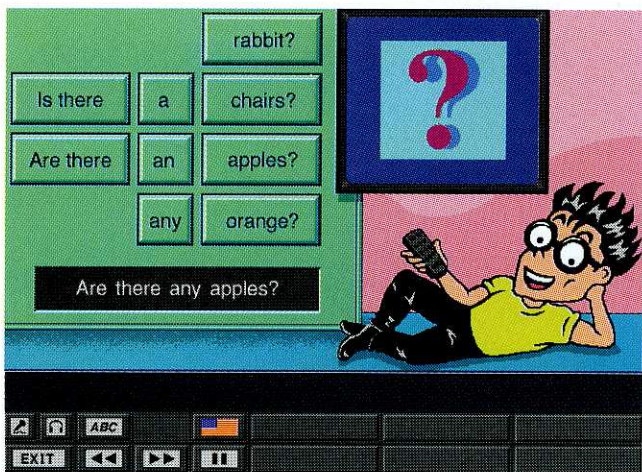 rabbit?
Is there a chairs?
Are there an apples?
any orange?
?
Are there any apples?
ABC
EXIT